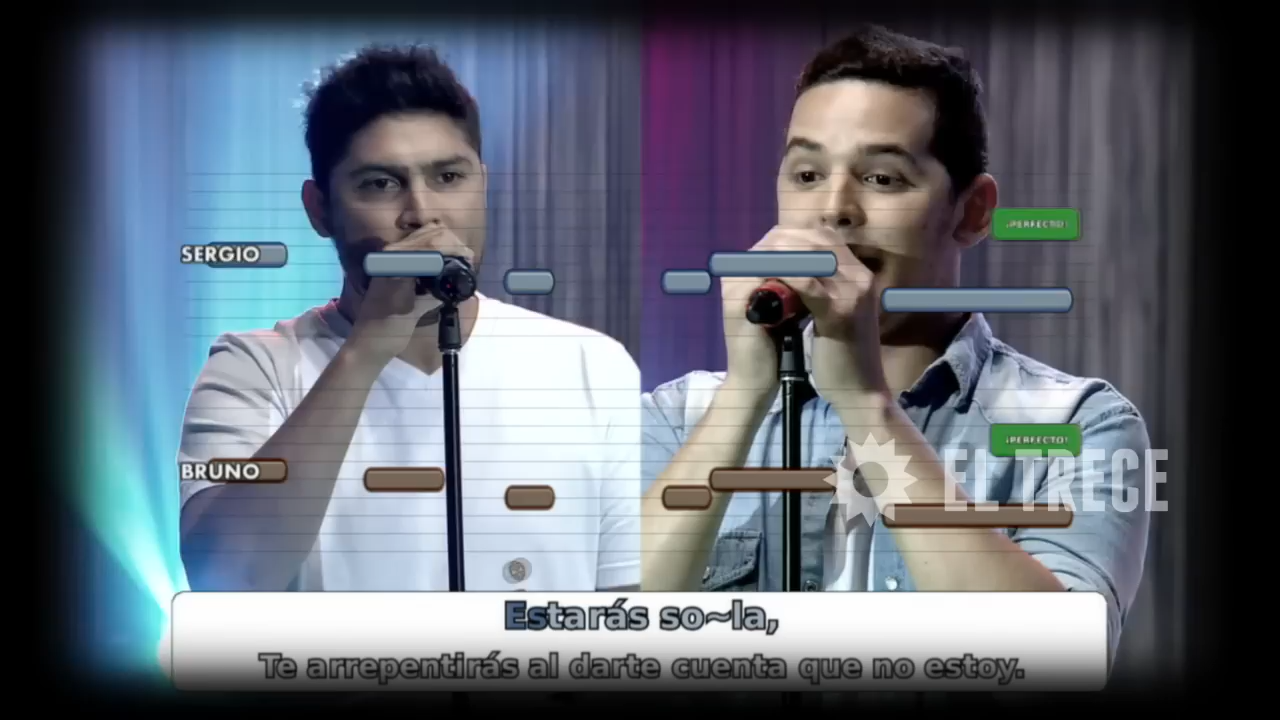 SERGIO
¡PERFECTO!
BRUNO
¡PERFECTO!
EL TRECE
Estarás so~la,
Te arrepentirás al darte cuenta que no estoy.